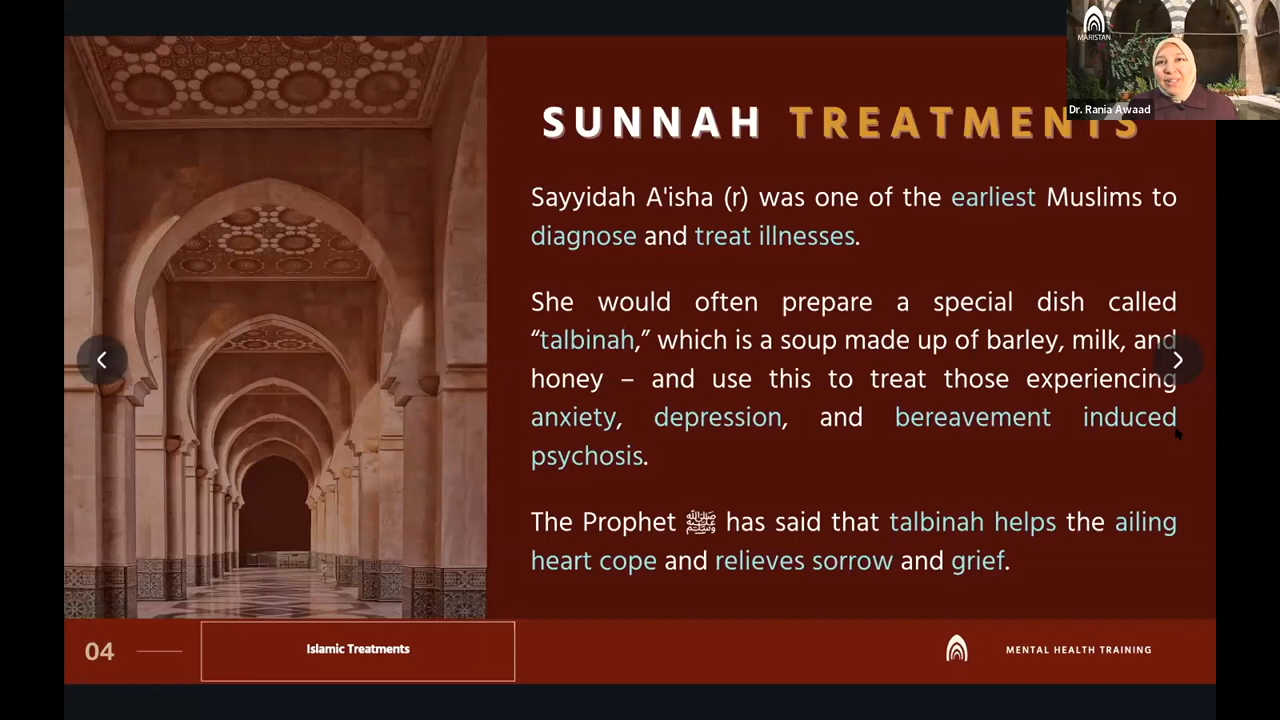 MARISTAN
Dr. Rania Awaad
SUNNAH TREATMENTS
Sayyidah A'isha (r) was one of the earliest Muslims to
diagnose and treat illnesses.
She would often prepare a special dish called
“talbinah,” which is a soup made up of barley, milk, and
honey – and use this to treat those experiencing
anxiety, depression, and bereavement induced
psychosis.
The Prophet ﷺ has said that talbinah helps the ailing
heart cope and relieves sorrow and grief.
04
Islamic Treatments
MENTAL HEALTH TRAINING